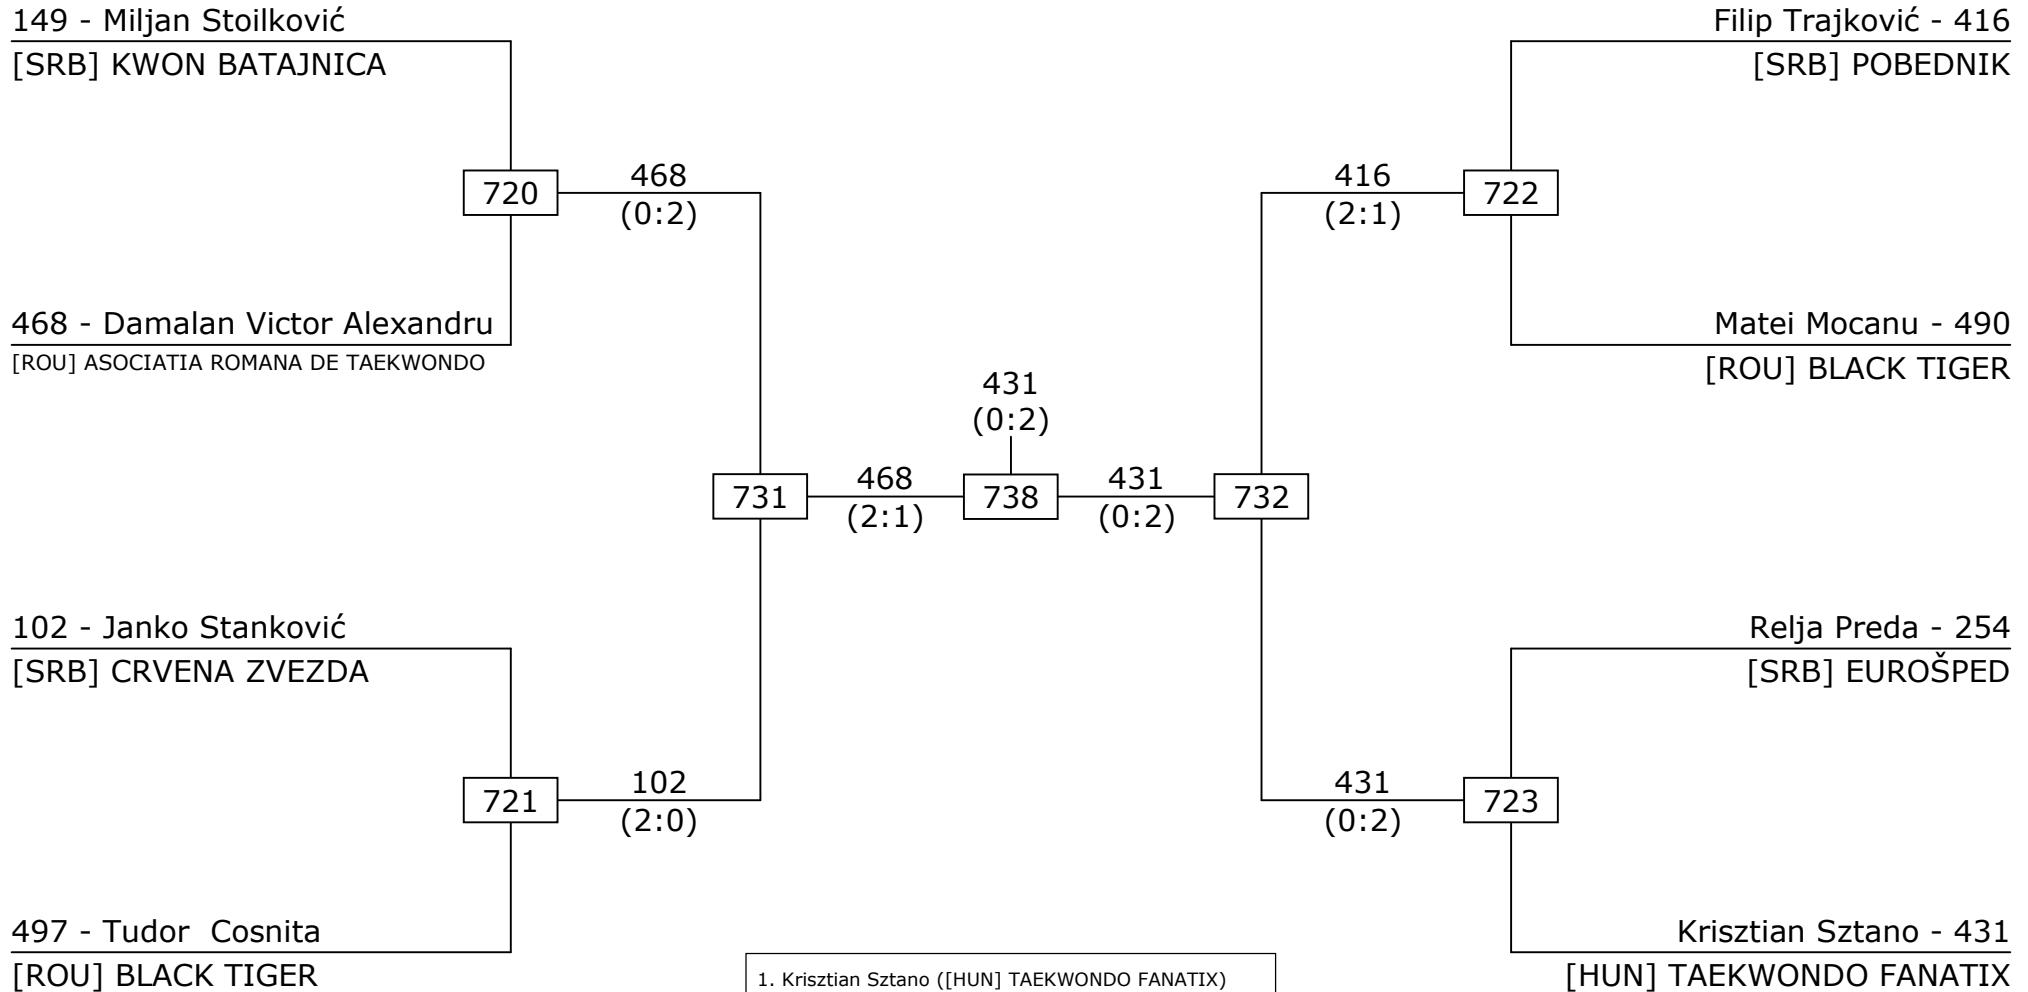 149 - Miljan Stoilković
[SRB] KWON BATAJNICA
Filip Trajković - 416
[SRB] POBEDNIK
720
468
(0:2)
416
(2:1)
722
468 - Damalan Victor Alexandru
[ROU] ASOCIATIA ROMANA DE TAEKWONDO
Matei Mocanu - 490
[ROU] BLACK TIGER
431
(0:2)
731
468
(2:1)
738
431
(0:2)
732
102 - Janko Stanković
[SRB] CRVENA ZVEZDA
Relja Preda - 254
[SRB] EUROŠPED
721
102
(2:0)
431
(0:2)
723
497 - Tudor  Cosnita
[ROU] BLACK TIGER
Krisztian Sztano - 431
[HUN] TAEKWONDO FANATIX
1. Krisztian Sztano ([HUN] TAEKWONDO FANATIX)